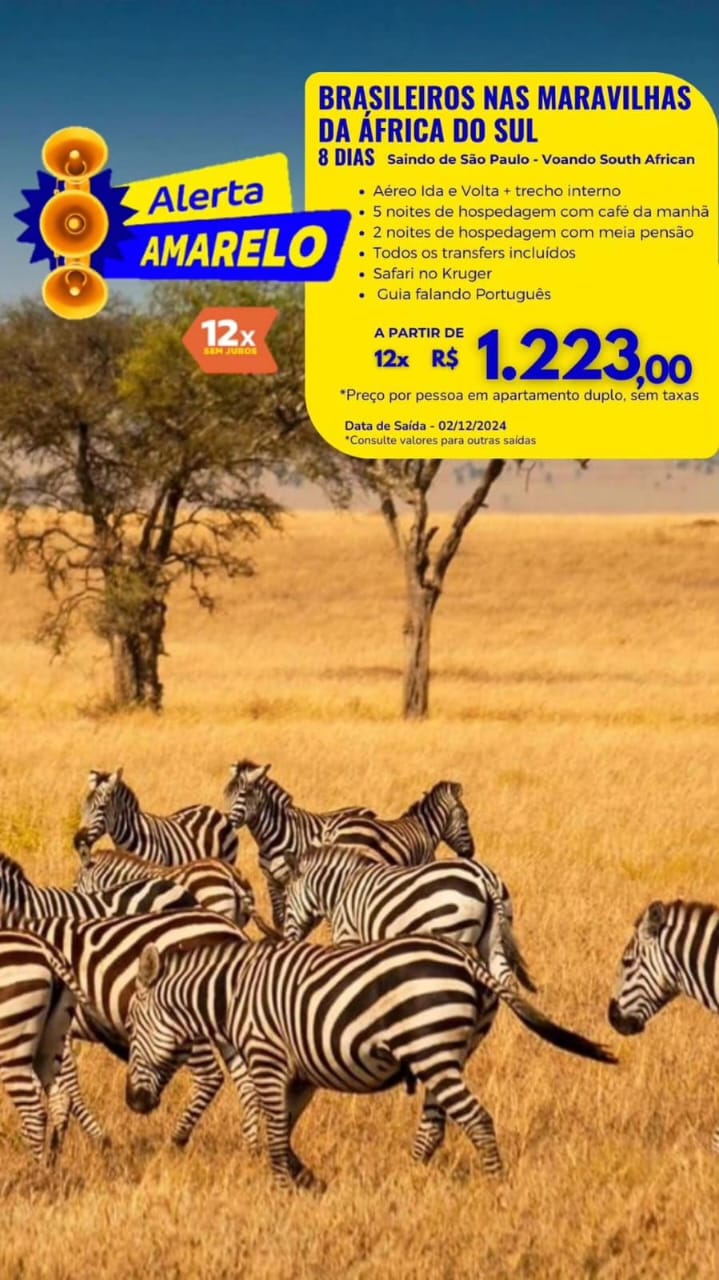 Alerta
AMARELO
12x
SEM JUROS
BRASILEIROS NAS MARAVILHAS
DA ÁFRICA DO SUL
8 DIAS Saindo de São Paulo - Voando South African
• Aéreo Ida e Volta + trecho interno
• 5 noites de hospedagem com café da manhã
• 2 noites de hospedagem com meia pensão
• Todos os transfers incluídos
• Safari no Kruger
• Guia falando Português
A PARTIR DE
12x R$ 1.223,00
*Preço por pessoa em apartamento duplo, sem taxas
Data de Saída - 02/12/2024
*Consulte valores para outras saídas